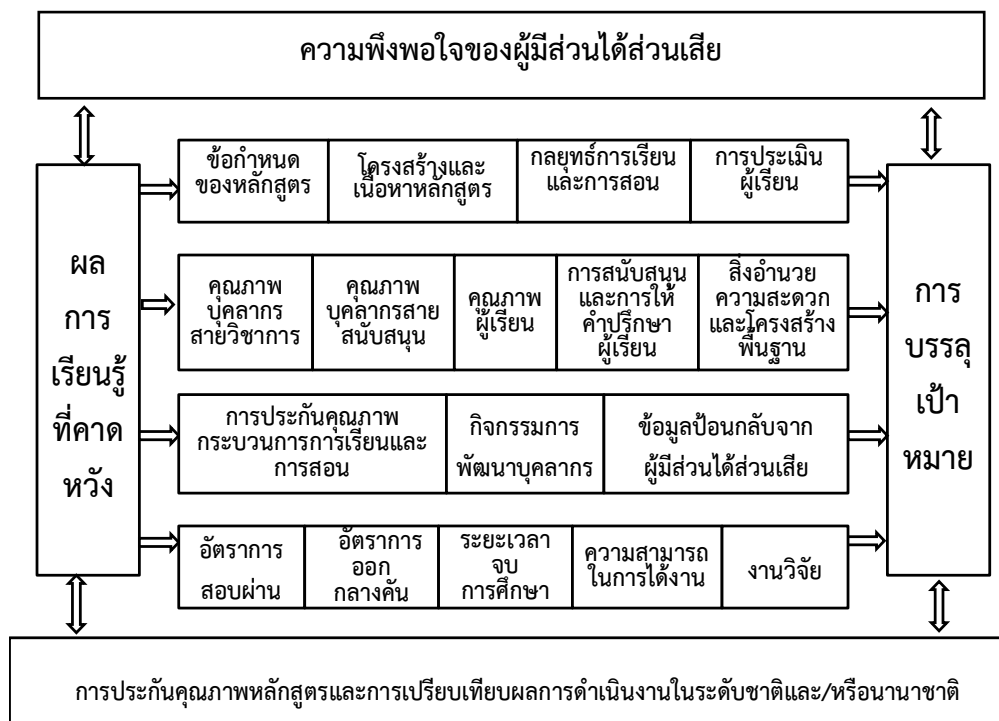 ความพึงพอใจของผู้มีส่วนได้ส่วนเสีย
ผล
การ
เรียนรู้
ที่คาด
หวัง
ข้อกำหนด
ของหลักสูตร
โครงสร้างและ
เนื้อหาหลักสูตร
กลยุทธ์การเรียน
และการสอน
การประเมิน
ผู้เรียน
คุณภาพ
บุคลากร
สายวิชาการ
คุณภาพ
บุคลากรสาย
สนับสนุน
คุณภาพ
ผู้เรียน
การสนับสนุน
และการให้
คำปรึกษา
ผู้เรียน
สิ่งอำนวย
ความสะดวก
และโครงสร้าง
พื้นฐาน
การประกันคุณภาพ
กระบวนการการเรียนและ
การสอน
กิจกรรมการ
พัฒนาบุคลากร
ข้อมูลป้อนกลับจาก
ผู้มีส่วนได้ส่วนเสีย
อัตราการ
สอบผ่าน
อัตราการ
ออก
กลางคัน
ระยะเวลา
จบ
การศึกษา
ความสามารถ
ในการได้งาน
งานวิจัย
การ
บรรลุ
เป้า
หมาย
การประกันคุณภาพหลักสูตรและการเปรียบเทียบผลการดำเนินงานในระดับชาติและ/หรือนานาชาติ